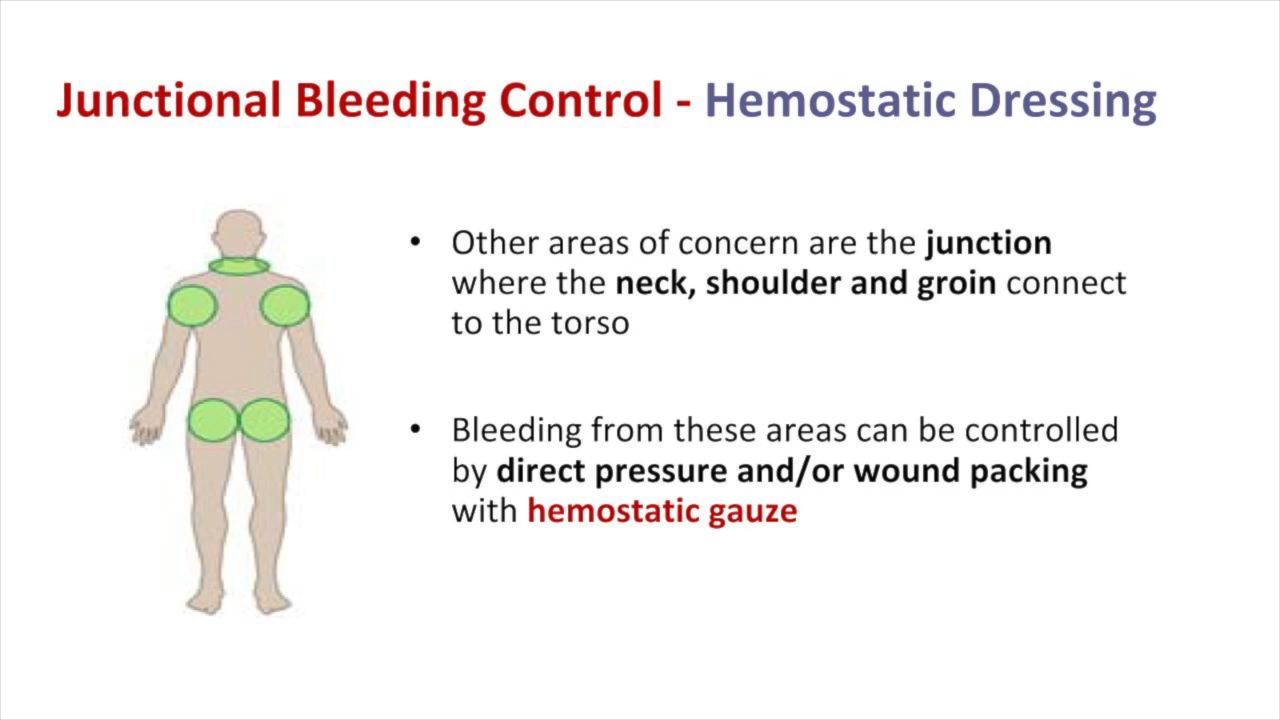 Junctional Bleeding Control - Hemostatic Dressing
• Other areas of concern are the junction
where the neck, shoulder and groin connect
to the torso
• Bleeding from these areas can be controlled
by direct pressure and/or wound packing
with hemostatic gauze